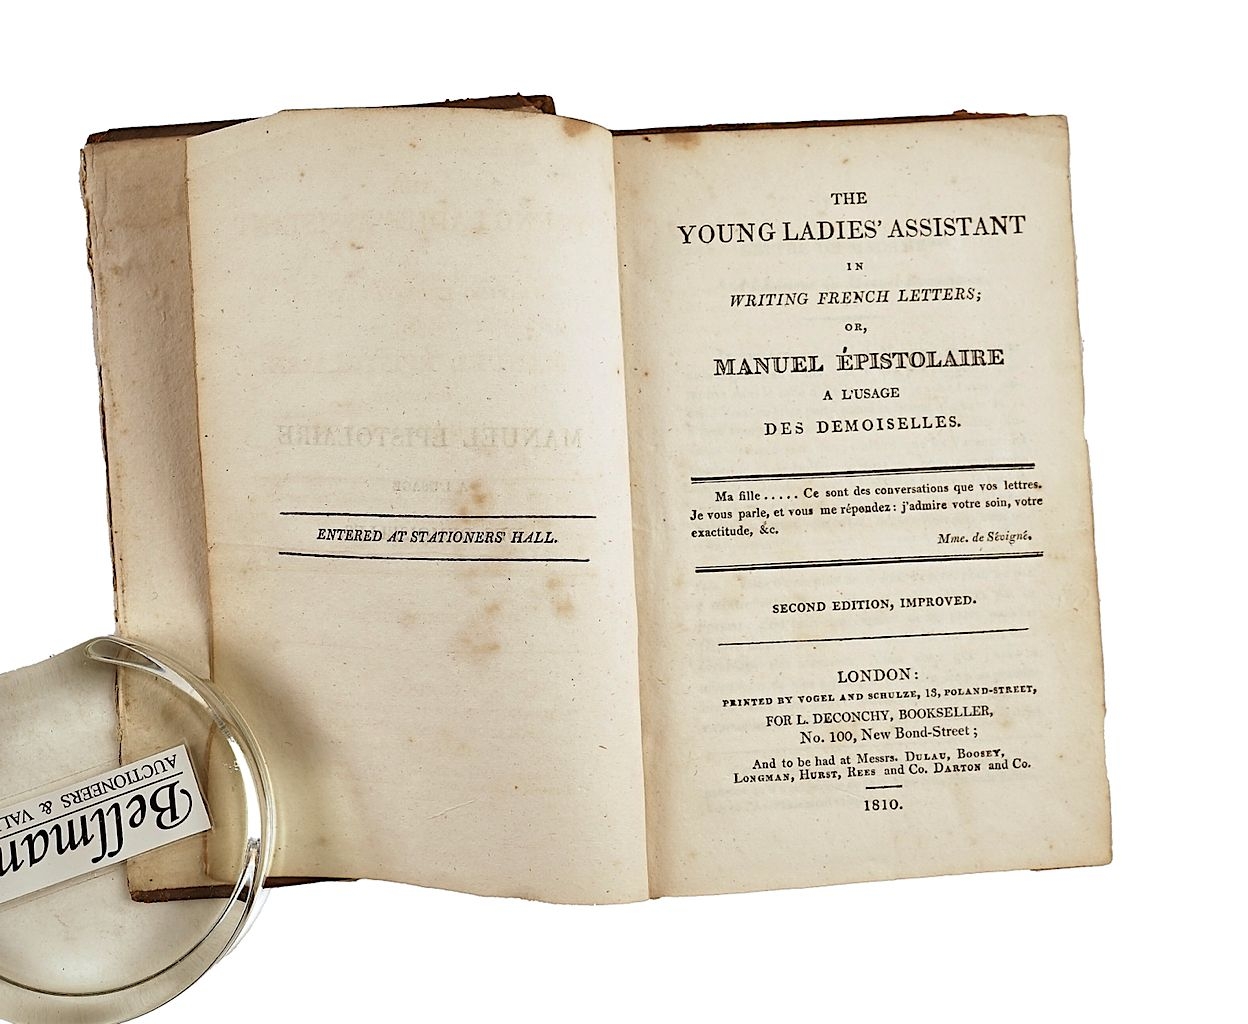 ENTERED AT STATIONERS' HALL.
THE
YOUNG LADIES' ASSISTANT
IN
WRITING FRENCH LETTERS;
OR,
MANUEL ÉPISTOLAIRE
A L'USAGE
DES DEMOISELLES.
Ma fille ..... Ce sont des conversations que vos lettres.
Je vous parle, et vous me répondez: j'admire votre soin, votre
exactitude, &c.
Mme. de Sévigné.
SECOND EDITION, IMPROVED.
LONDON:
PRINTED BY VOGEL AND SCHULZE, 13, POLAND-STREET,
FOR L. DECONCHY, BOOKSELLER,
No. 100, New Bond-Street;
And to be had at Messrs. DULAU, BOOSEY,
LONGMAN, HURST, REES and Co. DARTON and Co.
1810.
Bellman
AUCTIONEERS & VAL